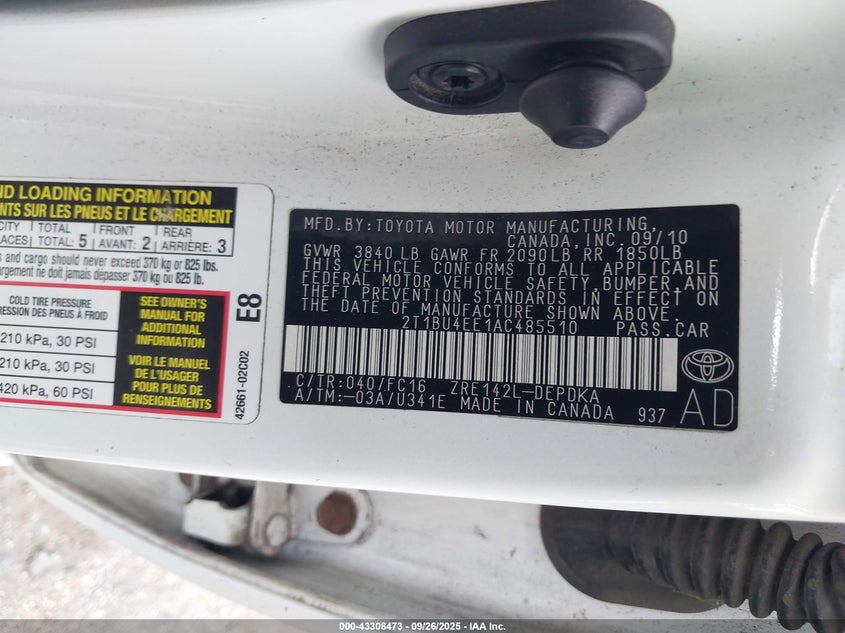 ND LOADING INFORMATION
NTS SUR LES PNEUS ET LE CHARGEMENT
CITY TOTAL FRONT REAR
LACES TOTAL: 5 AVANT: 2 ARRIÈRE: 3
s and cargo should never exceed 370 kg or 825 lbs.
argement ne doit jamais dépasser 370 kg ou 825 lb.
COLD TIRE PRESSURE
RESSION DES PNEUS À FROID
210 kPa, 30 PSI
210 kPa, 30 PSI
420 kPa, 60 PSI
SEE OWNER'S
MANUAL FOR
ADDITIONAL
INFORMATION
VOIR LE MANUEL
DE L'USAGER
POUR PLUS DE
RENSEIGNEMENTS
E8
42661-02C02
MFD.BY:TOYOTA MOTOR MANUFACTURING,
CANADA,INC. 09/10
GVWR 3840 LB GAWR FR 2090LB RR 1850LB
THIS VEHICLE CONFORMS TO ALL APPLICABLE
FEDERAL MOTOR VEHICLE SAFETY,BUMPER,AND
THEFT PREVENTION STANDARDS IN EFFECT ON
THE DATE OF MANUFACTURE SHOWN ABOVE.
2T1BU4EE1AC485510 PASS.CAR
C/TR:040/FC16 ZRE142L-DEPDKA
A/TM:-03A/U341E MADE IN CANADA 937
AD
000-43308473 - 09/26/2025 - IAA Inc.